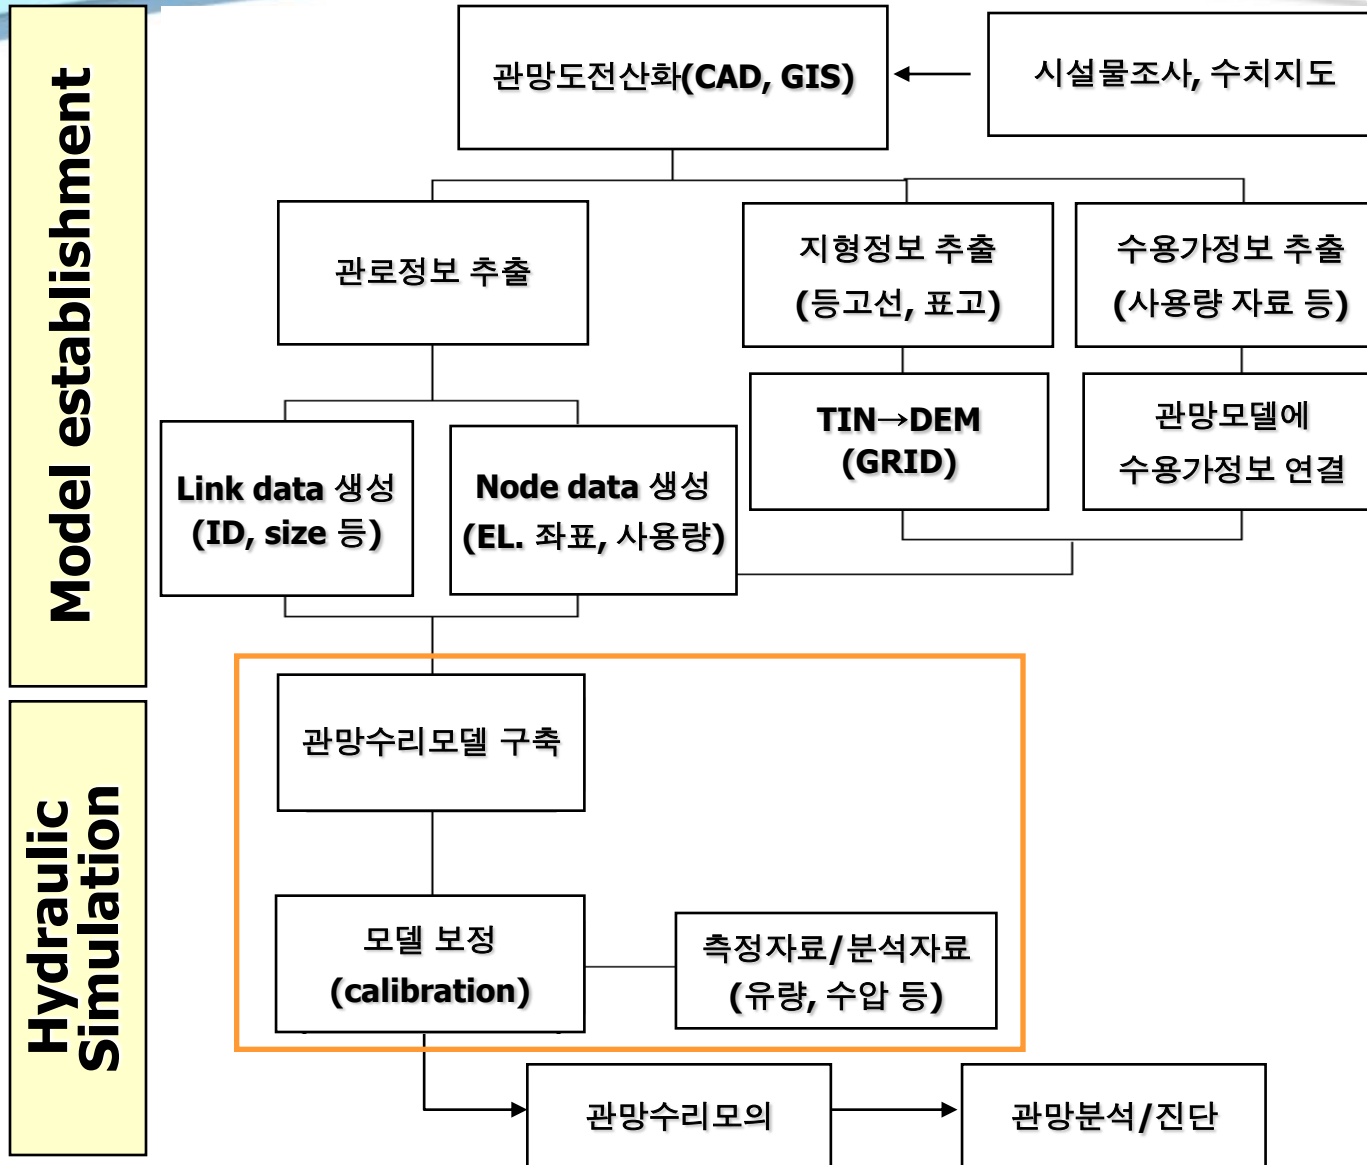 Model establishment
관망도전산화(CAD, GIS)
시설물조사, 수치지도
관로정보 추출
지형정보 추출
(등고선, 표고)
수용가정보 추출
(사용량 자료 등)
TIN→DEM
(GRID)
관망모델에
수용가정보 연결
Link data 생성
(ID, size 등)
Node data 생성
(EL. 좌표, 사용량)
Hydraulic
Simulation
관망수리모델 구축
모델 보정
(calibration)
측정자료/분석자료
(유량, 수압 등)
관망수리모의
관망분석/진단